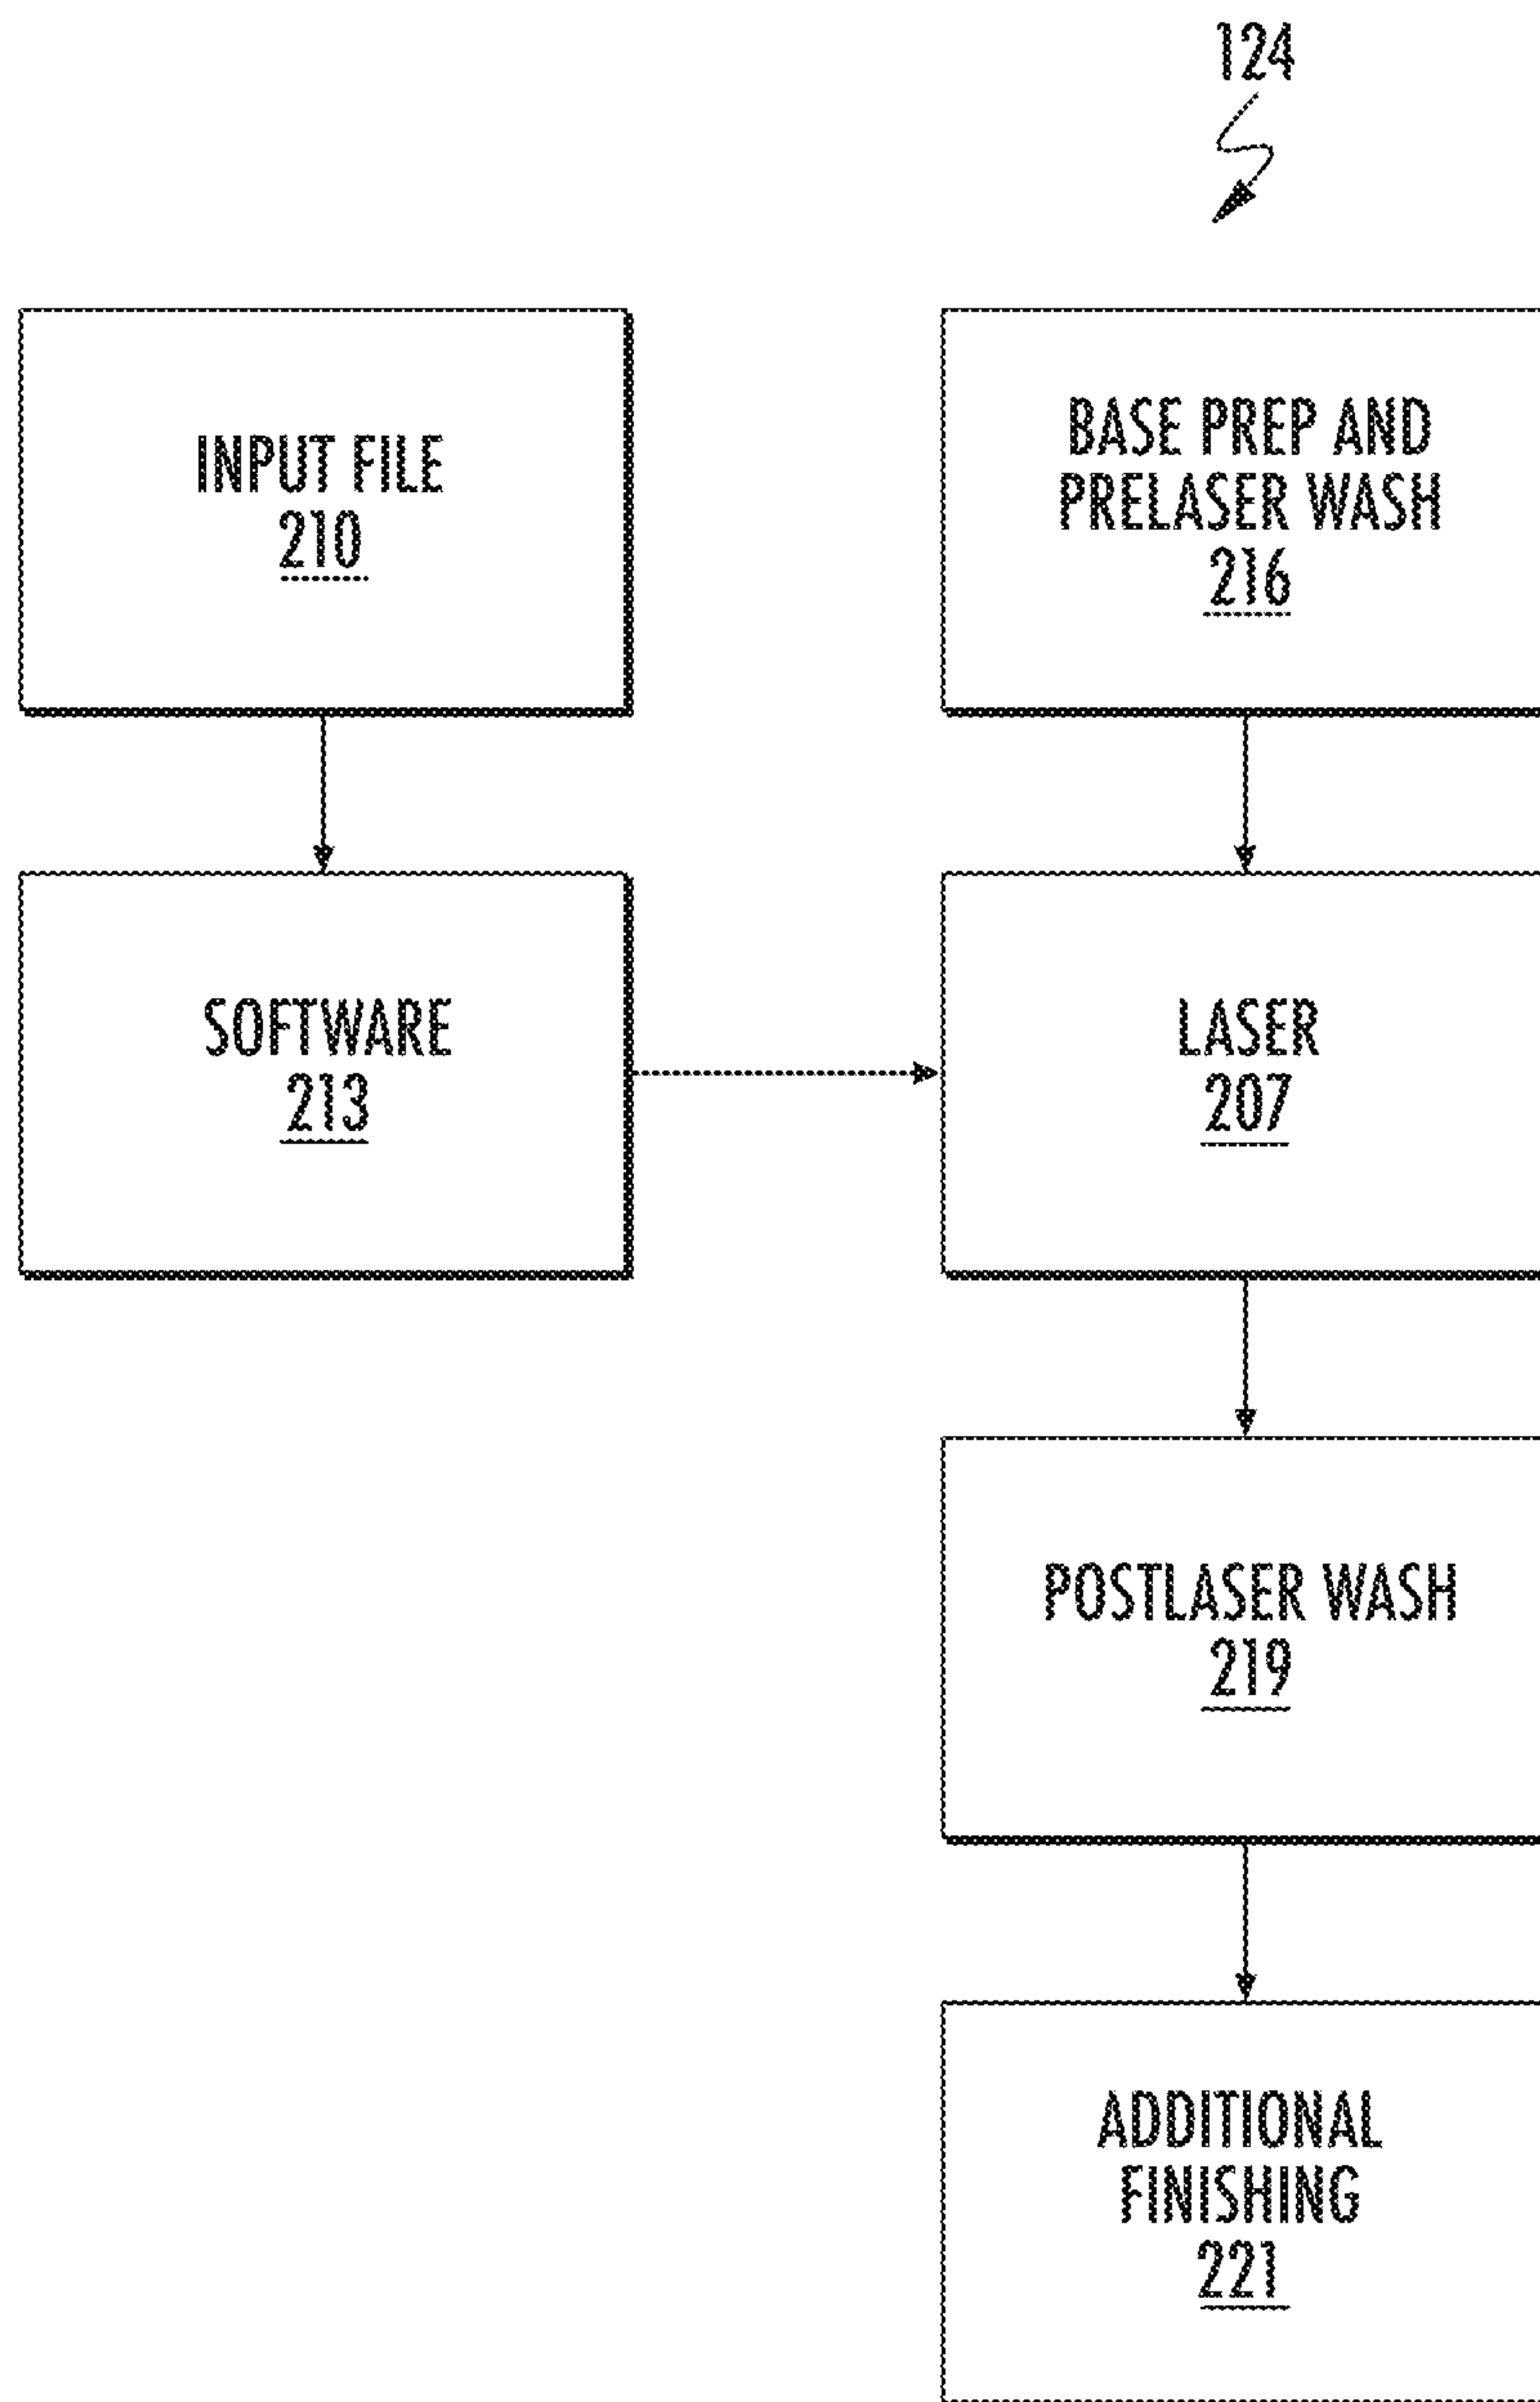 124
INPUT FILE
210
BASE PREP AND
PRELASER WASH
216
SOFTWARE
213
LASER
207
POSTLASER WASH
219
ADDITIONAL
FINISHING
221